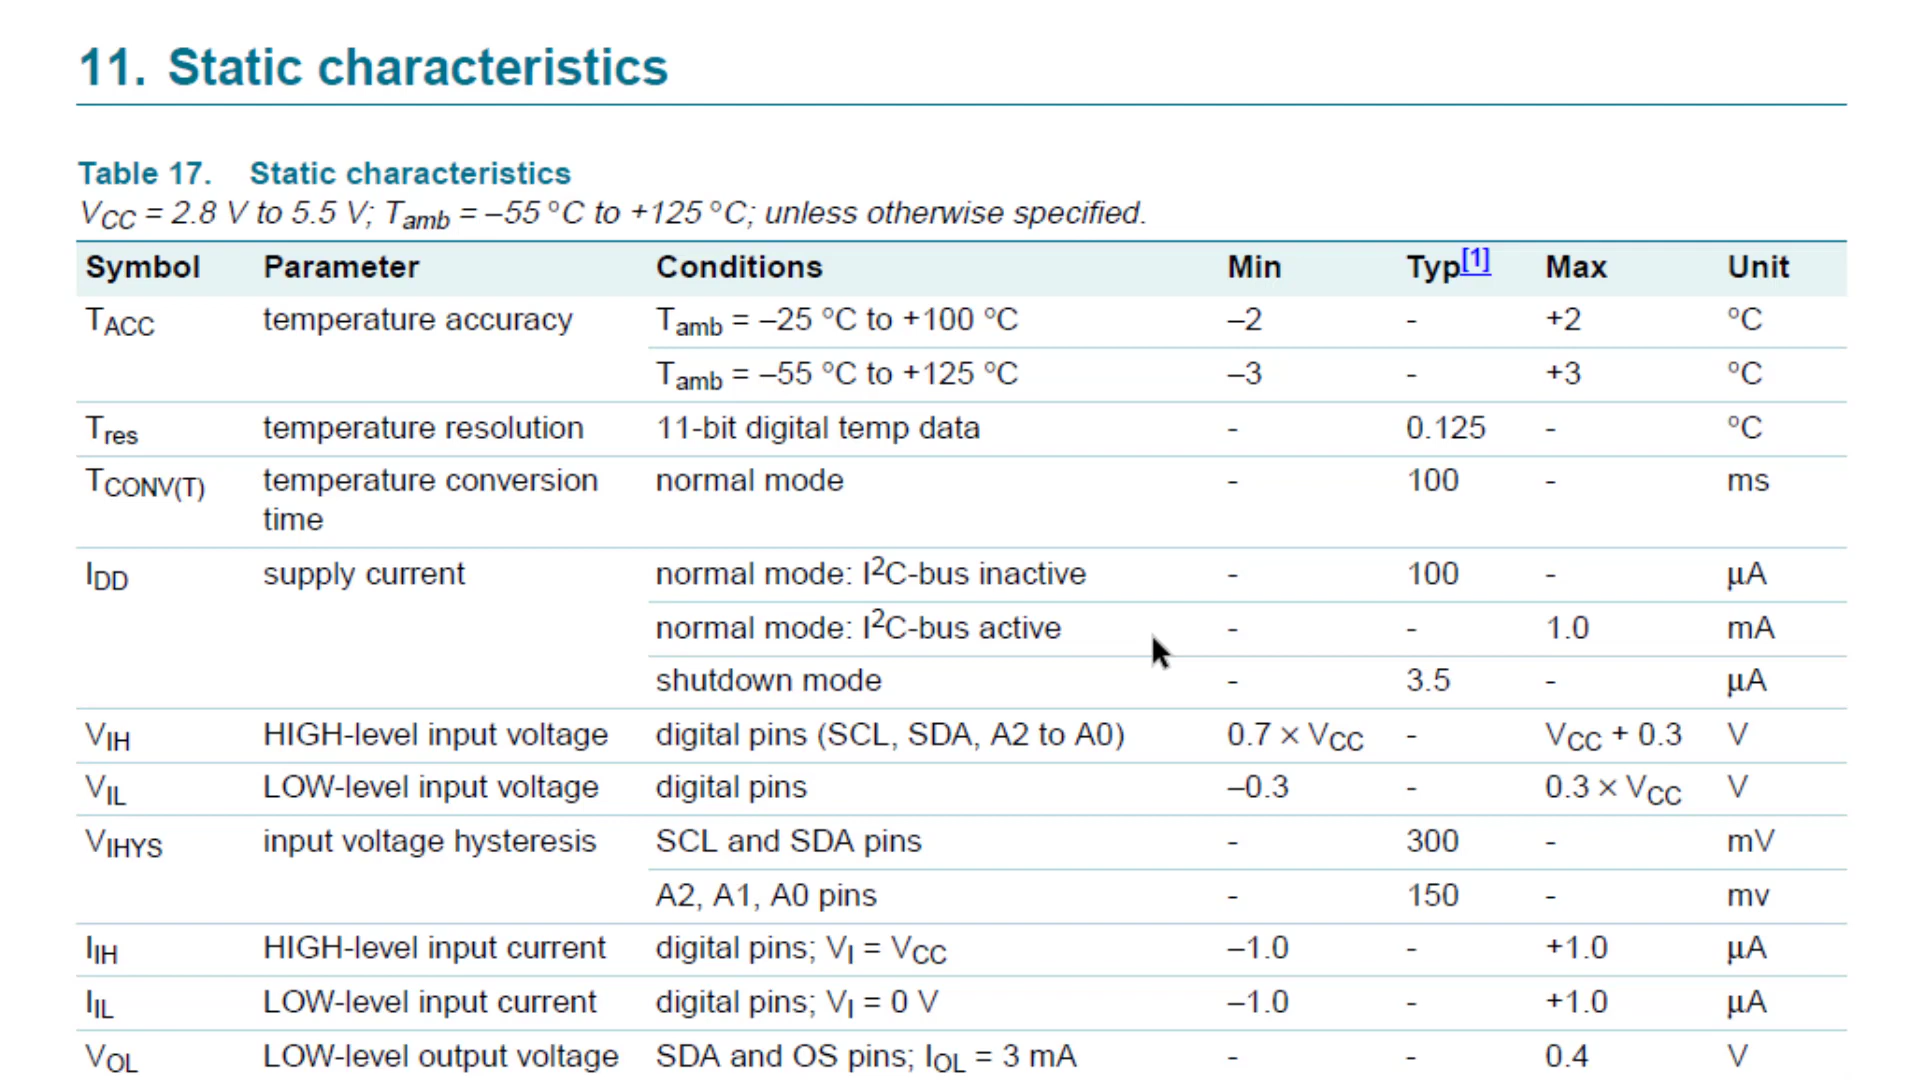 11. Static characteristics
Table 17. Static characteristics
VCC = 2.8 V to 5.5 V; Tamb = –55 °C to +125 °C; unless otherwise specified.
Symbol Parameter Conditions Min Typ[1] Max Unit
TACC temperature accuracy Tamb = –25 °C to +100 °C –2 - +2 °C
Tamb = –55 °C to +125 °C –3 - +3 °C
Tres temperature resolution 11-bit digital temp data - 0.125 - °C
TCONV(T) temperature conversion normal mode - 100 - ms
time
IDD supply current normal mode: I2C-bus inactive - 100 - μA
normal mode: I2C-bus active - - 1.0 mA
shutdown mode - 3.5 - μA
VIH HIGH-level input voltage digital pins (SCL, SDA, A2 to A0) 0.7 × VCC - VCC + 0.3 V
VIL LOW-level input voltage digital pins –0.3 - 0.3 × VCC V
VIHYS input voltage hysteresis SCL and SDA pins - 300 - mV
A2, A1, A0 pins - 150 - mv
IIH HIGH-level input current digital pins; VI = VCC –1.0 - +1.0 μA
IIL LOW-level input current digital pins; VI = 0 V –1.0 - +1.0 μA
VOL LOW-level output voltage SDA and OS pins; IOL = 3 mA - - 0.4 V